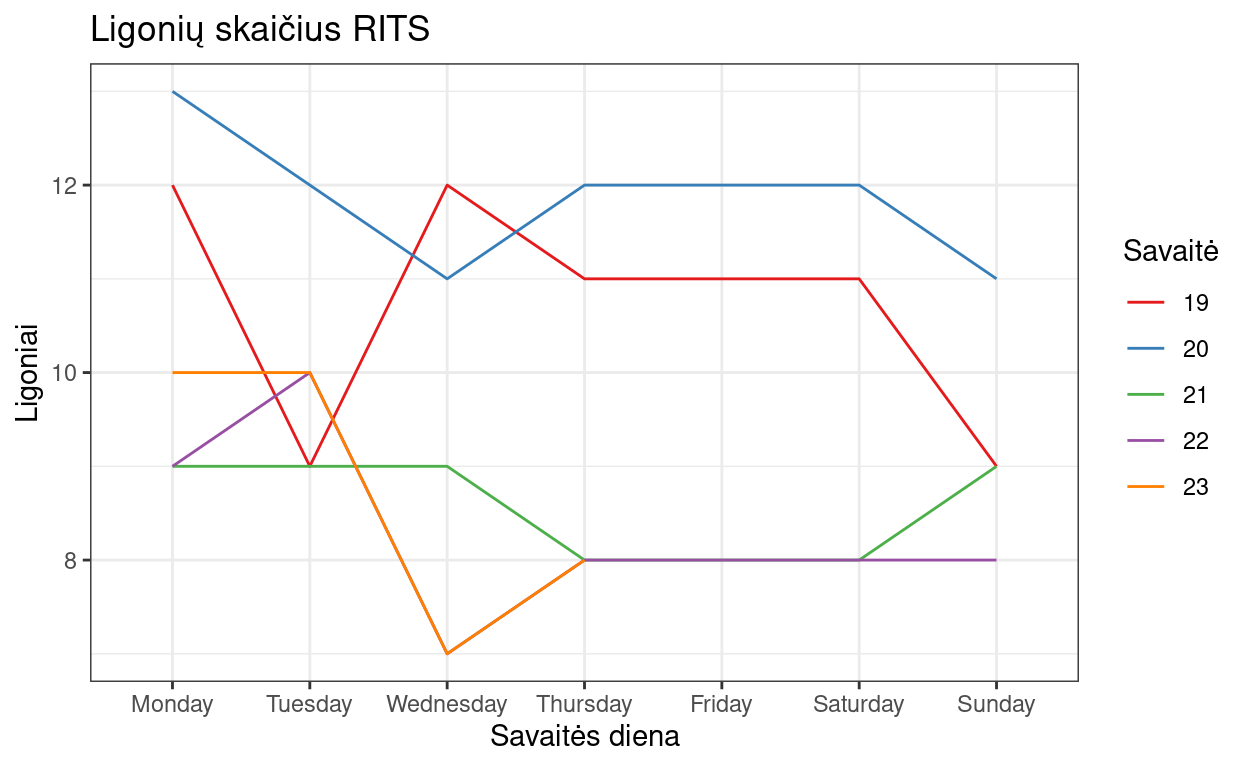 Ligonių skaičius RITS
Ligoniai
12
10
8
Monday Tuesday Wednesday Thursday Friday Saturday Sunday
Savaitės diena
Savaitė
19
20
21
22
23